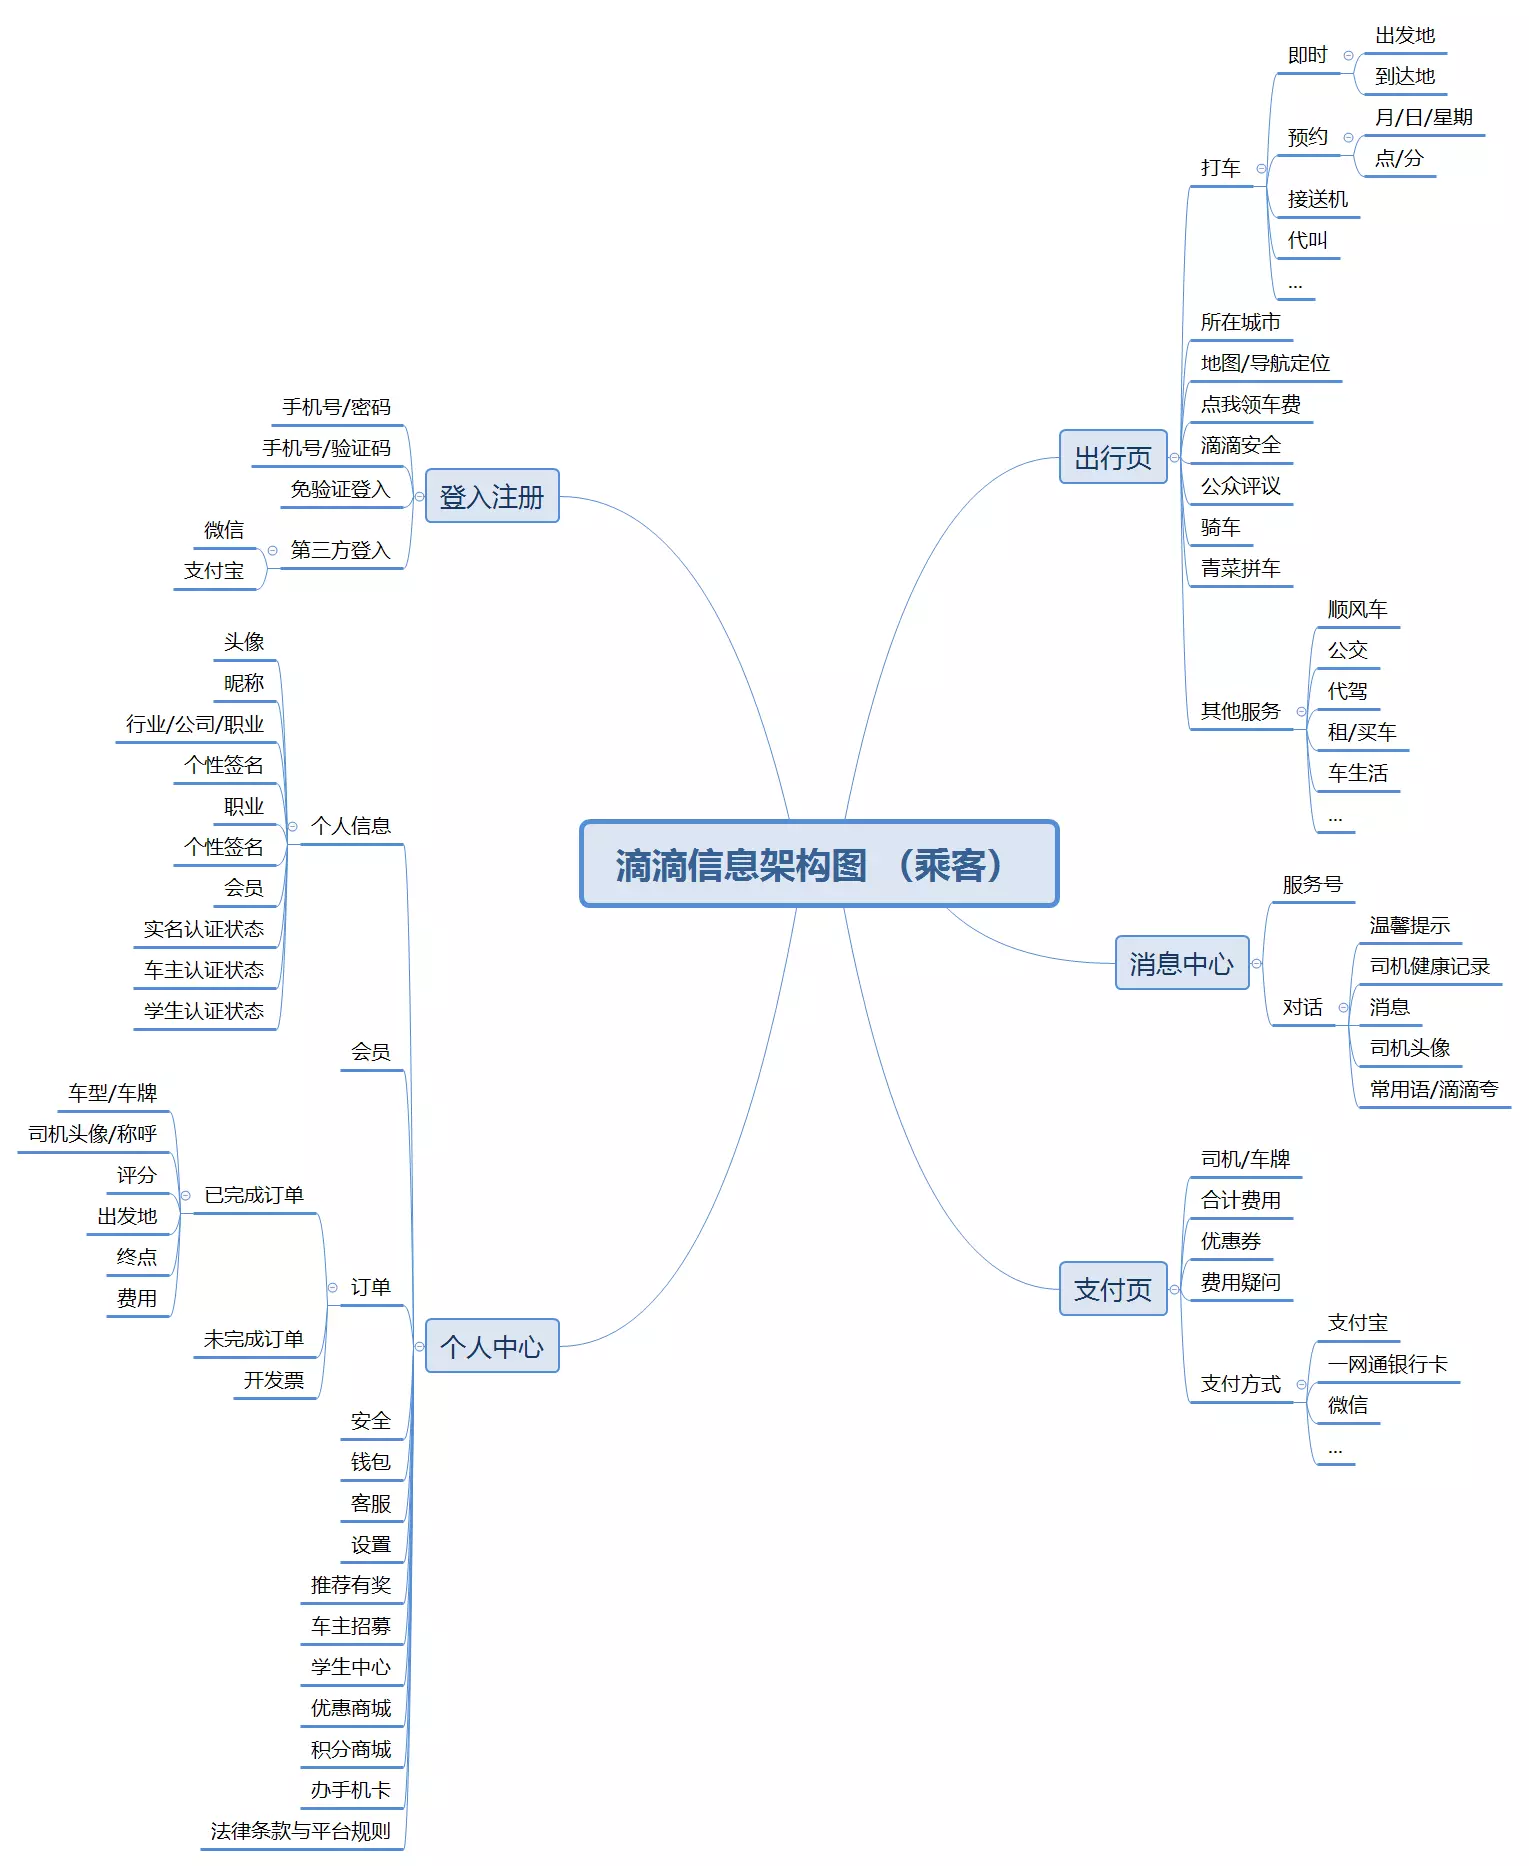 滴滴信息架构图 （乘客）
出行页
打车
即时
出发地
到达地
预约
月/日/星期
点/分
接送机
代叫
...
所在城市
地图/导航定位
点我领车费
滴滴安全
公众评议
骑车
青菜拼车
其他服务
顺风车
公交
代驾
租/买车
车生活
...
消息中心
服务号
对话
温馨提示
司机健康记录
消息
司机头像
常用语/滴滴夸
支付页
司机/车牌
合计费用
优惠券
费用疑问
支付方式
支付宝
一网通银行卡
微信
...
登入注册
手机号/密码
手机号/验证码
免验证登入
第三方登入
微信
支付宝
个人中心
个人信息
头像
昵称
行业/公司/职业
个性签名
职业
个性签名
会员
实名认证状态
车主认证状态
学生认证状态
会员
订单
已完成订单
车型/车牌
司机头像/称呼
评分
出发地
终点
费用
未完成订单
开发票
安全
钱包
客服
设置
推荐有奖
车主招募
学生中心
优惠商城
积分商城
办手机卡
法律条款与平台规则